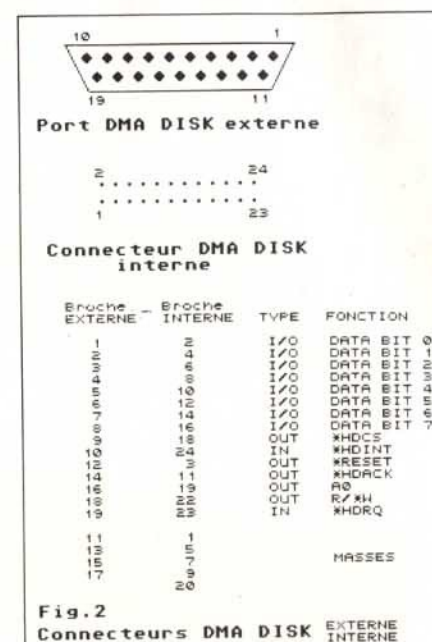 10 1
19 11
Port DMA DISK externe
2 24
1 23
Connecteur DMA DISK
interne
Broche - Broche
EXTERNE INTERNE TYPE FONCTION
1 2 I/O DATA BIT 0
2 4 I/O DATA BIT 1
3 6 I/O DATA BIT 2
4 8 I/O DATA BIT 3
5 10 I/O DATA BIT 4
6 12 I/O DATA BIT 5
7 14 I/O DATA BIT 6
8 16 I/O DATA BIT 7
9 18 OUT *HDCS
10 24 IN *HDINT
12 3 OUT *RESET
14 11 OUT *HDACK
16 19 OUT A0
18 22 OUT R/*W
19 23 IN *HDRQ
11 1
13 5
15 7 MASSES
17 9
20
Fig.2
Connecteurs DMA DISK EXTERNE INTERNE